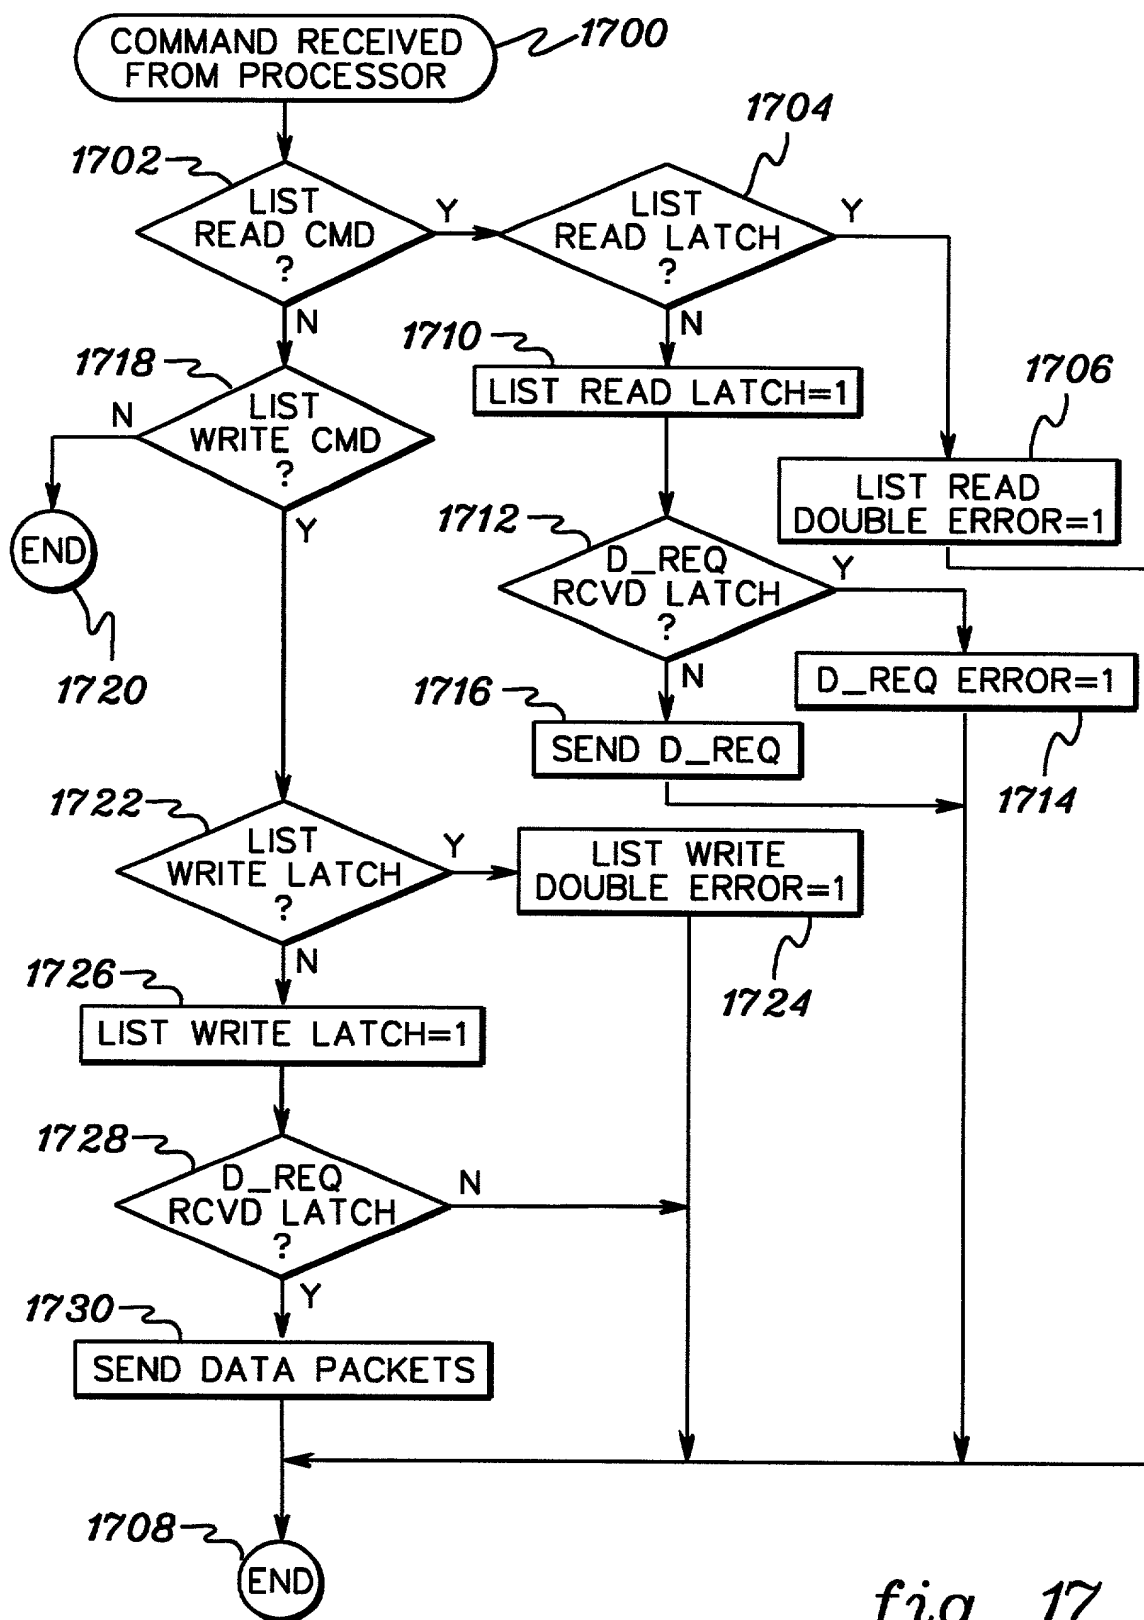 COMMAND RECEIVED
FROM PROCESSOR
1700
1702
LIST
READ CMD
?
Y
N
1704
LIST
READ LATCH
?
Y
N
1710
LIST READ LATCH=1
1706
LIST READ
DOUBLE ERROR=1
1718
LIST
WRITE CMD
?
N
Y
END
1720
1712
D_REQ
RCVD LATCH
?
Y
N
D_REQ ERROR=1
1714
1716
SEND D_REQ
1722
LIST
WRITE LATCH
?
Y
N
LIST WRITE
DOUBLE ERROR=1
1724
1726
LIST WRITE LATCH=1
1728
D_REQ
RCVD LATCH
?
N
Y
1730
SEND DATA PACKETS
1708
END
fig. 17